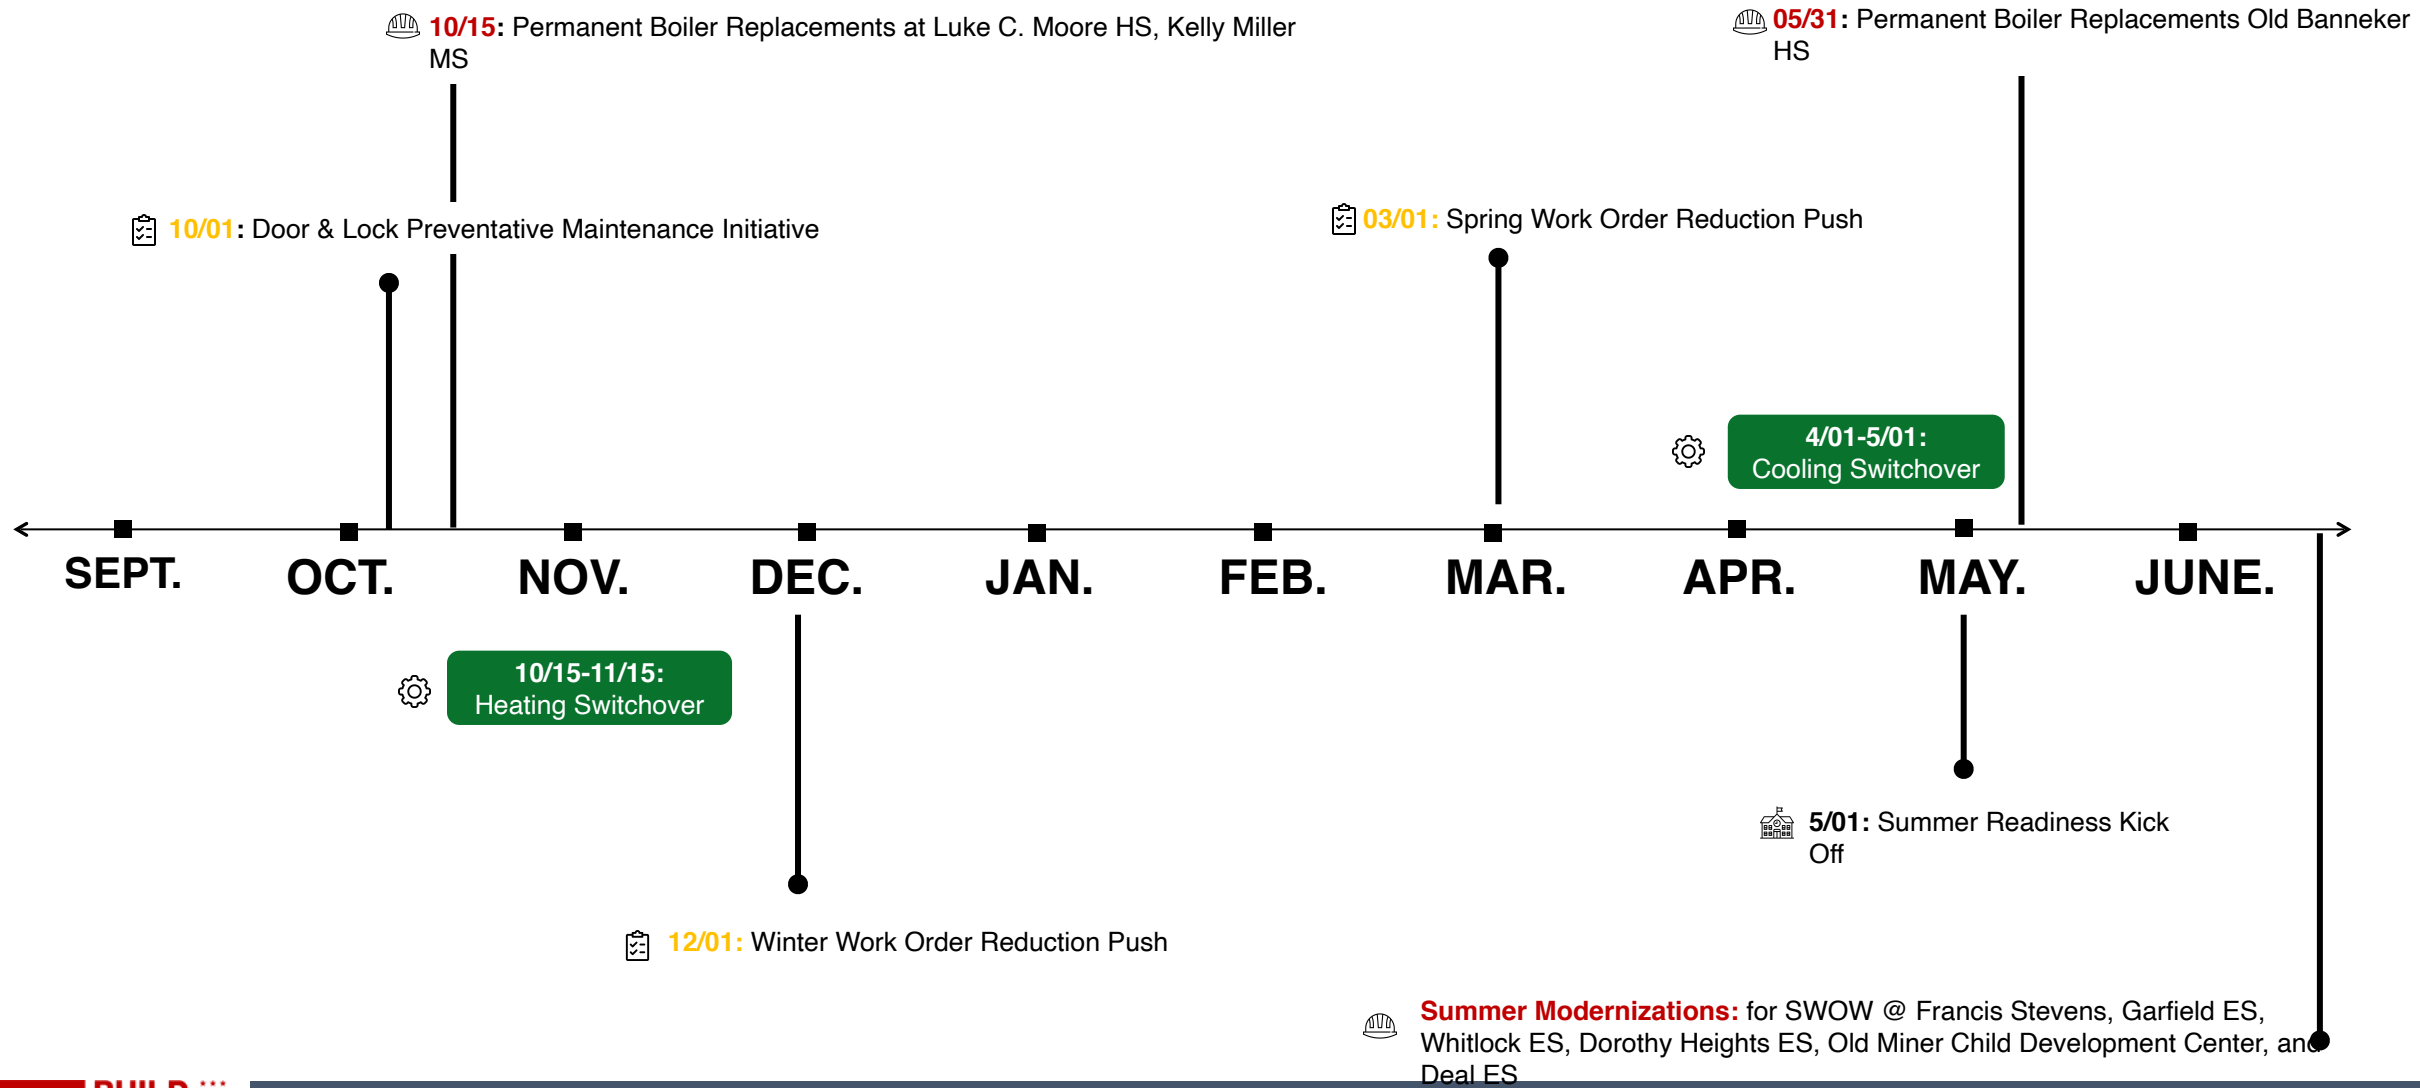 10/15: Permanent Boiler Replacements at Luke C. Moore HS, Kelly Miller
MS
05/31: Permanent Boiler Replacements Old Banneker
HS
10/01: Door & Lock Preventative Maintenance Initiative
03/01: Spring Work Order Reduction Push
4/01-5/01:
Cooling Switchover
SEPT.
OCT.
NOV.
DEC.
JAN.
FEB.
MAR.
APR.
MAY.
JUNE.
10/15-11/15:
Heating Switchover
5/01: Summer Readiness Kick
Off
12/01: Winter Work Order Reduction Push
Summer Modernizations: for SWOW @ Francis Stevens, Garfield ES,
Whitlock ES, Dorothy Heights ES, Old Miner Child Development Center, and
Deal ES
BUILD